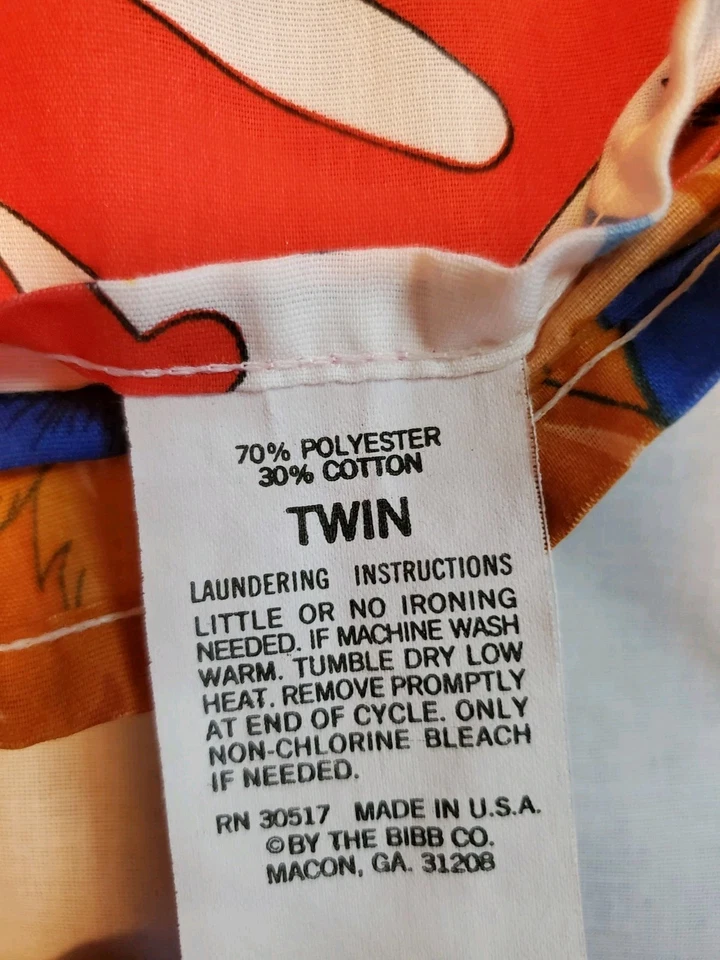 70% POLYESTER
30% COTTON
TWIN
LAUNDERING INSTRUCTIONS
LITTLE OR NO IRONING
NEEDED. IF MACHINE WASH
WARM. TUMBLE DRY LOW
HEAT. REMOVE PROMPTLY
AT END OF CYCLE. ONLY
NON-CHLORINE BLEACH
IF NEEDED.
RN 30517 MADE IN U.S.A.
©BY THE BIBB CO.
MACON, GA. 31208